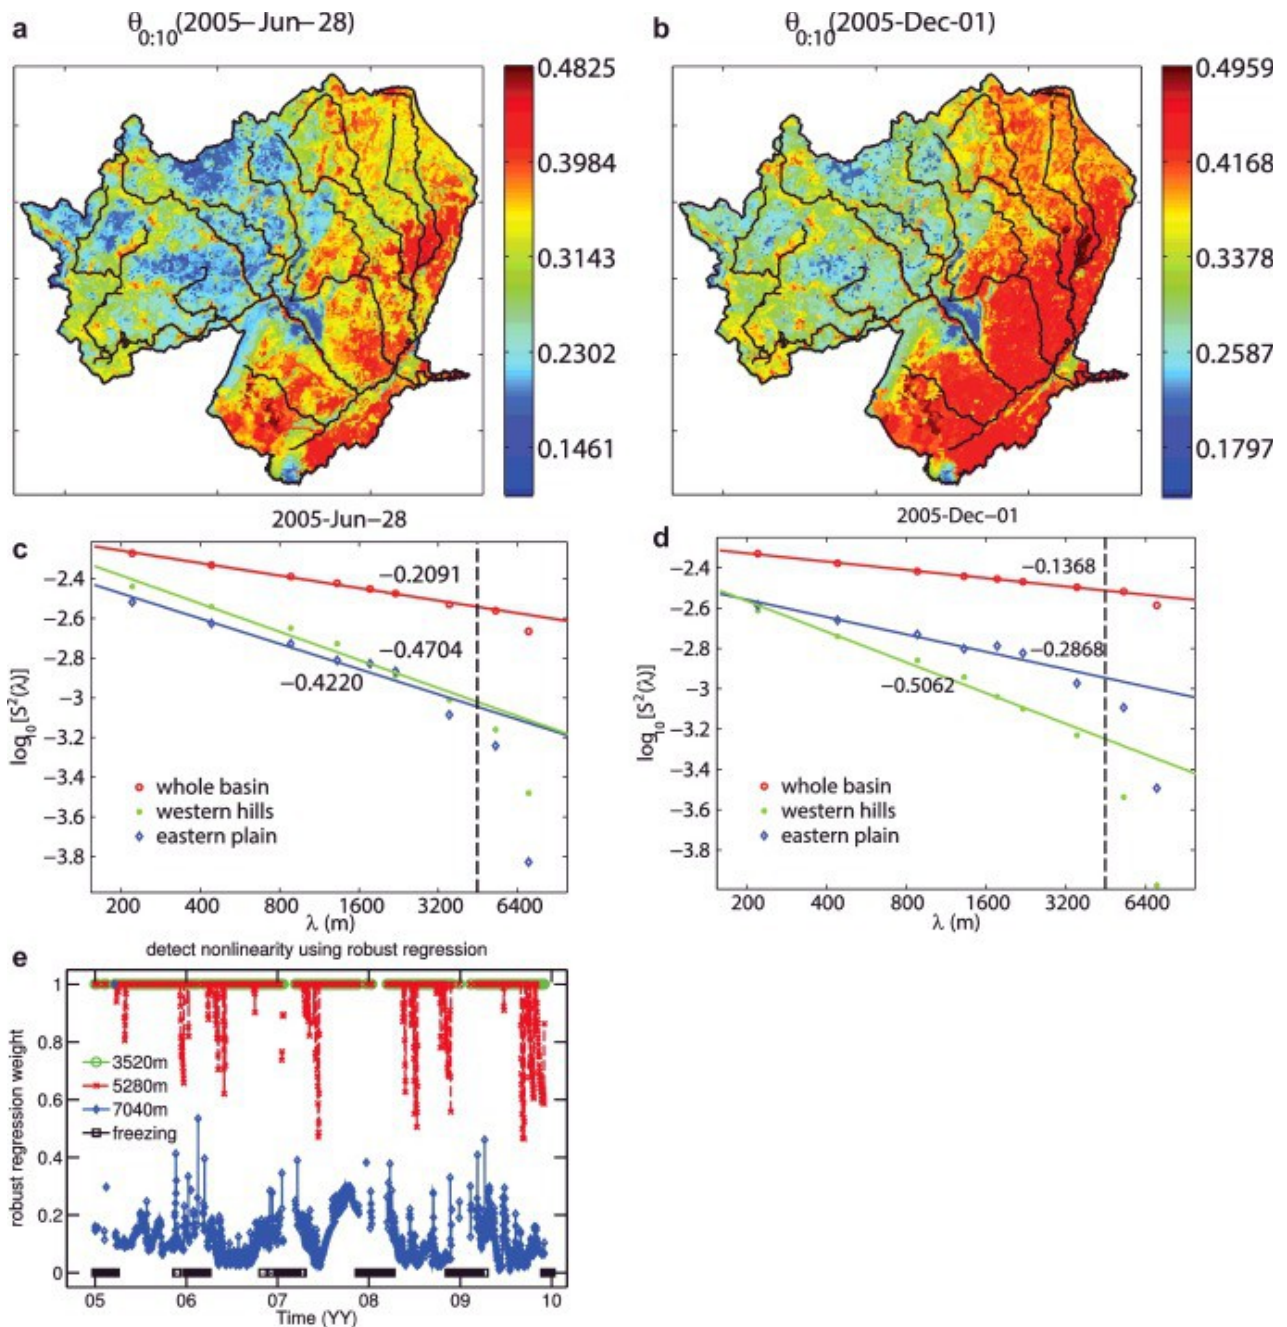 a
θ0:10(2005–Jun–28)
0.4825
0.3984
0.3143
0.2302
0.1461
b
θ0:10(2005-Dec-01)
0.4959
0.4168
0.3378
0.2587
0.1797
c
2005-Jun–28
log10[S²(λ)]
−2.4
−2.6
−2.8
−3
−3.2
−3.4
−3.6
−3.8
−0.2091
−0.4704
−0.4220
whole basin
western hills
eastern plain
200 400 800 1600 3200 6400
λ (m)
d
2005-Dec–01
log10[S²(λ)]
−2.4
−2.6
−2.8
−3
−3.2
−3.4
−3.6
−3.8
−0.1368
−0.2868
−0.5062
whole basin
western hills
eastern plain
200 400 800 1600 3200 6400
λ (m)
e
detect nonlinearity using robust regression
robust regression weight
1
0.8
0.6
0.4
0.2
0
3520m
5280m
7040m
freezing
05 06 07 08 09 10
Time (YY)